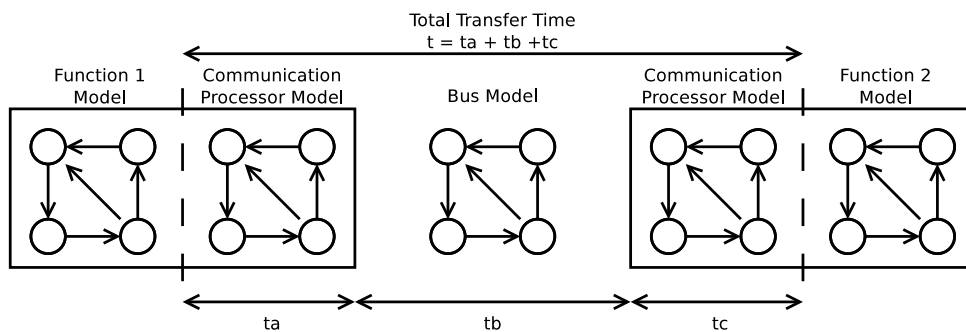 Total Transfer Time
t = ta + tb +tc
Function 1
Model
Communication
Processor Model
Bus Model
Communication
Processor Model
Function 2
Model
ta
tb
tc